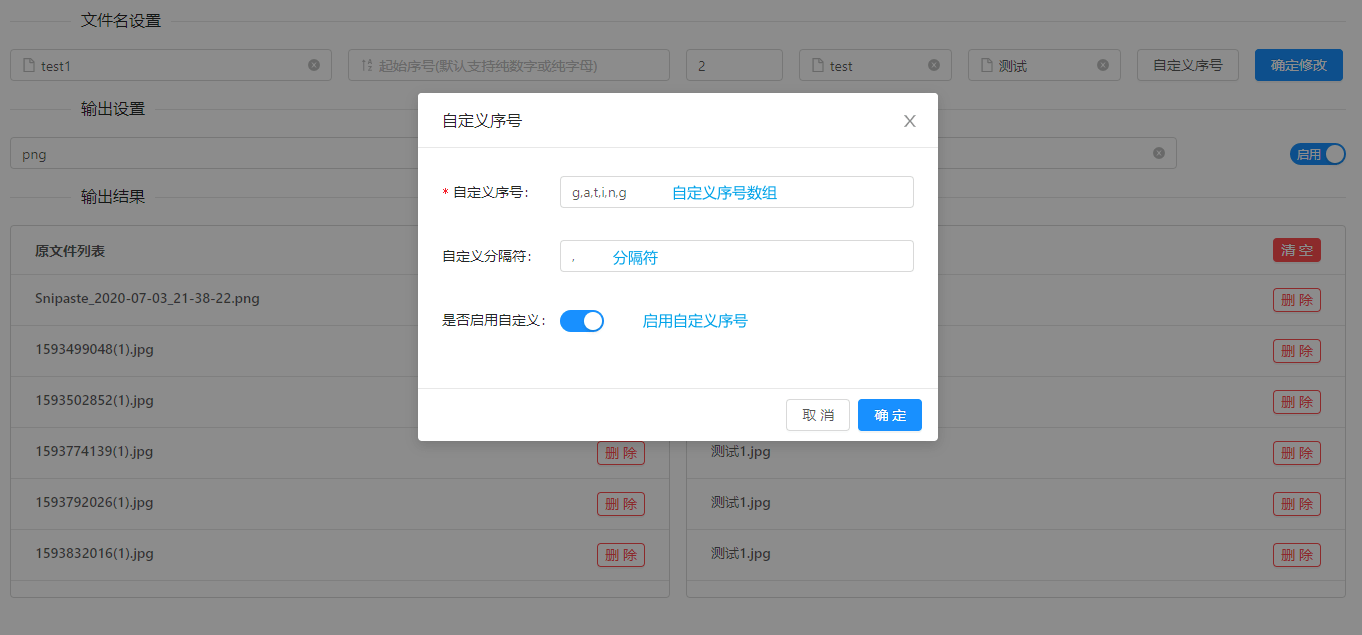 文件名设置
test1
起始序号(默认支持纯数字或纯字母)
2
test
测试
自定义序号
确定修改
输出设置
png
启用
输出结果
原文件列表
清 空
Snipaste_2020-07-03_21-38-22.png
删 除
1593499048(1).jpg
删 除
1593502852(1).jpg
删 除
1593774139(1).jpg
删 除
测试1.jpg
删 除
1593792026(1).jpg
删 除
测试1.jpg
删 除
1593832016(1).jpg
删 除
测试1.jpg
删 除
自定义序号
* 自定义序号:
g,a,t,i,n,g
自定义序号数组
自定义分隔符:
,
分隔符
是否启用自定义:
启用自定义序号
取 消
确 定